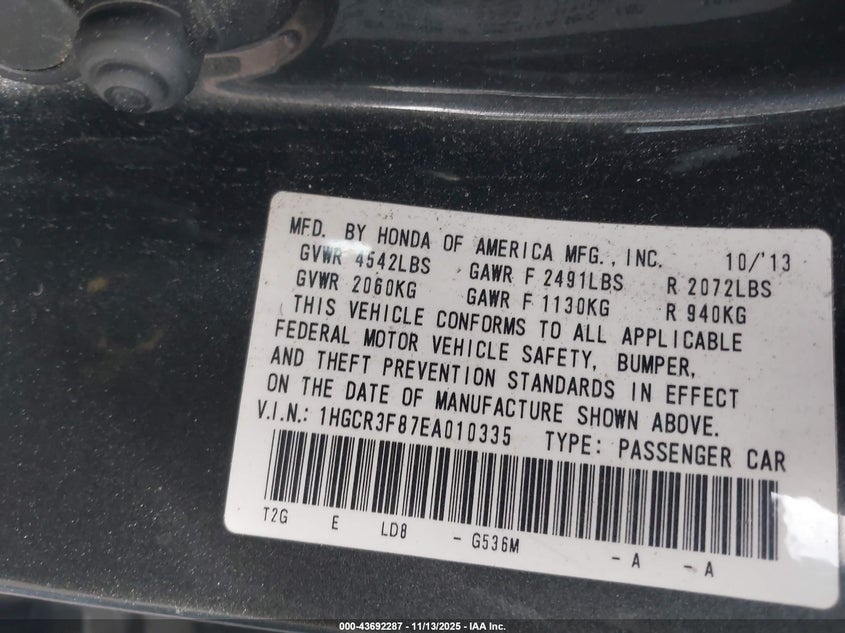 MFD. BY HONDA OF AMERICA MFG., INC. 10/'13
GVWR 4542LBS GAWR F 2491LBS R 2072LBS
GVWR 2060KG GAWR F 1130KG R 940KG
THIS VEHICLE CONFORMS TO ALL APPLICABLE
FEDERAL MOTOR VEHICLE SAFETY, BUMPER,
AND THEFT PREVENTION STANDARDS IN EFFECT
ON THE DATE OF MANUFACTURE SHOWN ABOVE.
V.I.N.: 1HGCR3F87EA010335 TYPE: PASSENGER CAR
T2G E LD8 - G536M - A - A
000-43692287 - 11/13/2025 - IAA Inc.